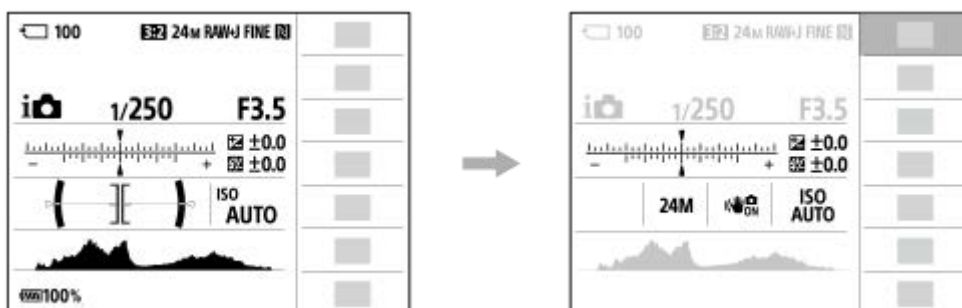 100 3:2 24M RAW+J FINE N
i 1/250 F3.5
- + ±0.0
±0.0
ISO
AUTO
100%
100 3:2 24M RAW+J FINE N
i 1/250 F3.5
- + ±0.0
±0.0
24M ON ISO
AUTO